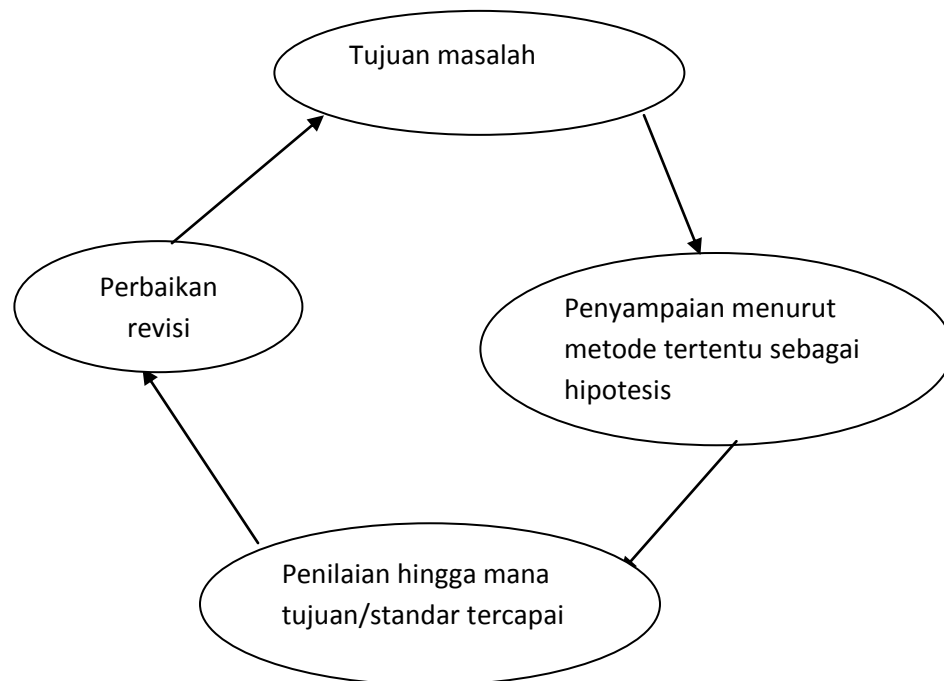 Tujuan masalah
Penyampaian menurut
metode tertentu sebagai
hipotesis
Penilaian hingga mana
tujuan/standar tercapai
Perbaikan
revisi